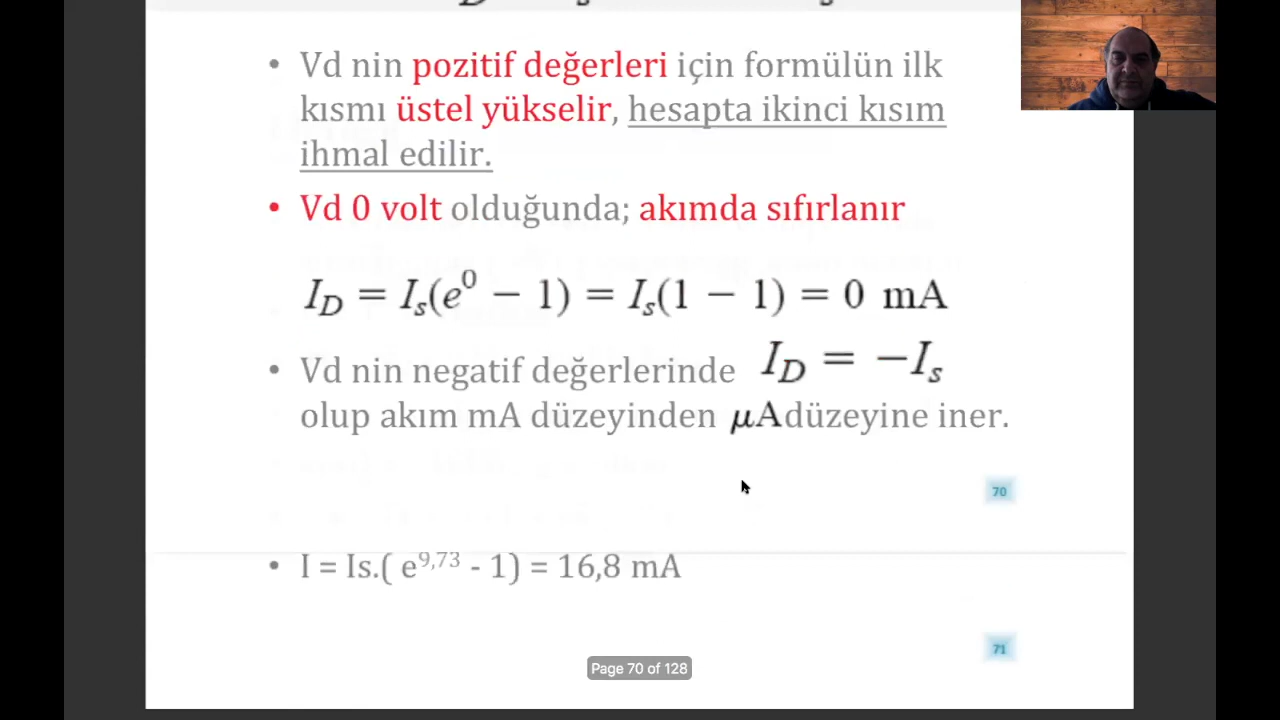 • Vd nin pozitif değerleri için formülün ilk
kısmı üstel yükselir, hesapta ikinci kısım
ihmal edilir.
• Vd 0 volt olduğunda; akımda sıfırlanır
I_D = I_s(e^0 − 1) = I_s(1 − 1) = 0 mA
• Vd nin negatif değerlerinde I_D = −I_s
olup akım mA düzeyinden μA düzeyine iner.
70
• I = Is.( e^9,73 - 1) = 16,8 mA
71
Page 70 of 128